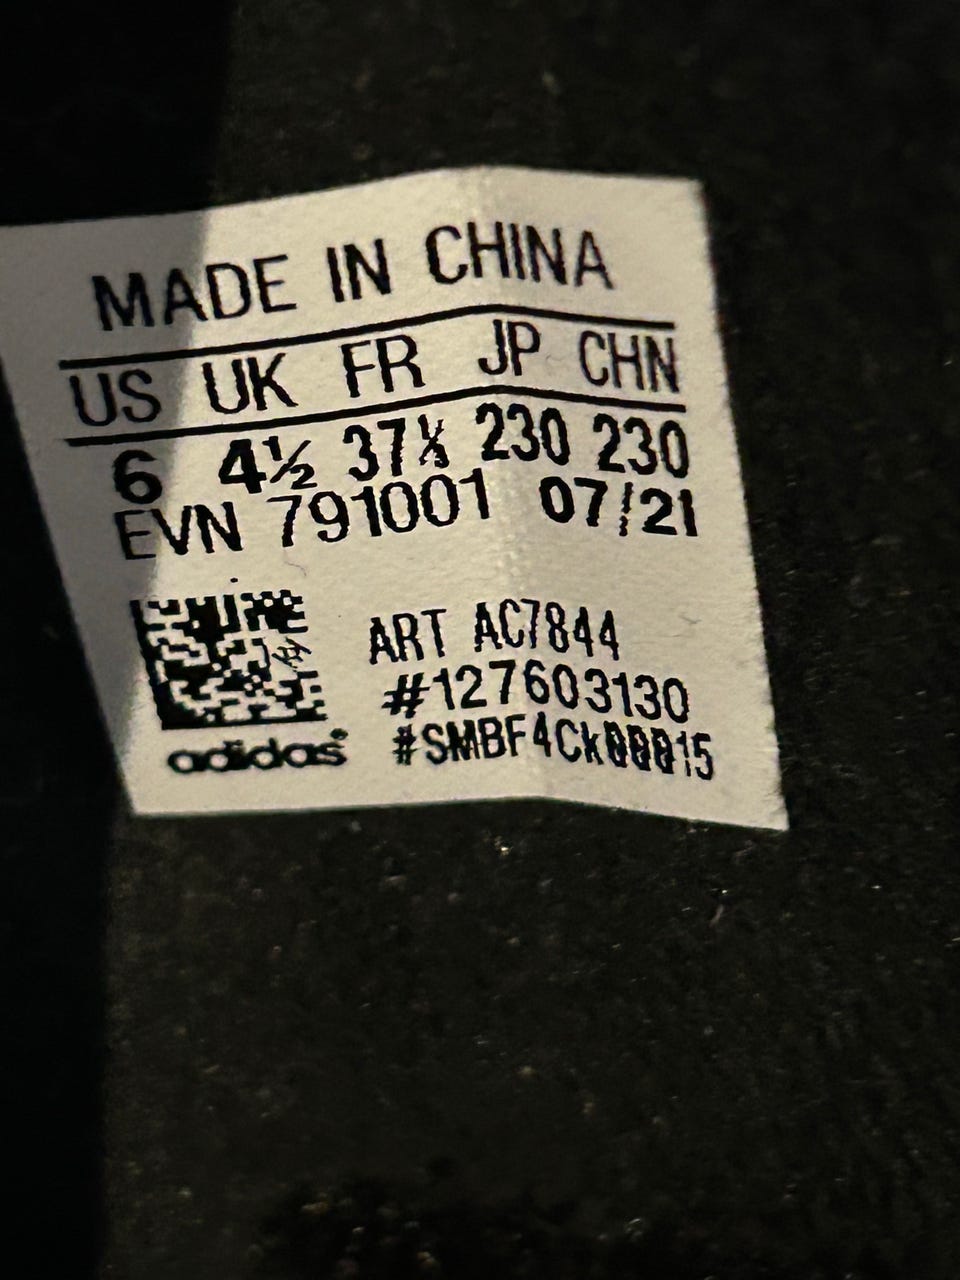 MADE IN CHINA
US UK FR JP CHN
6 4½ 37⅓ 230 230
EVN 791001 07/21
ART AC7844
#127603130
adidas® #SMBF4Ck00015